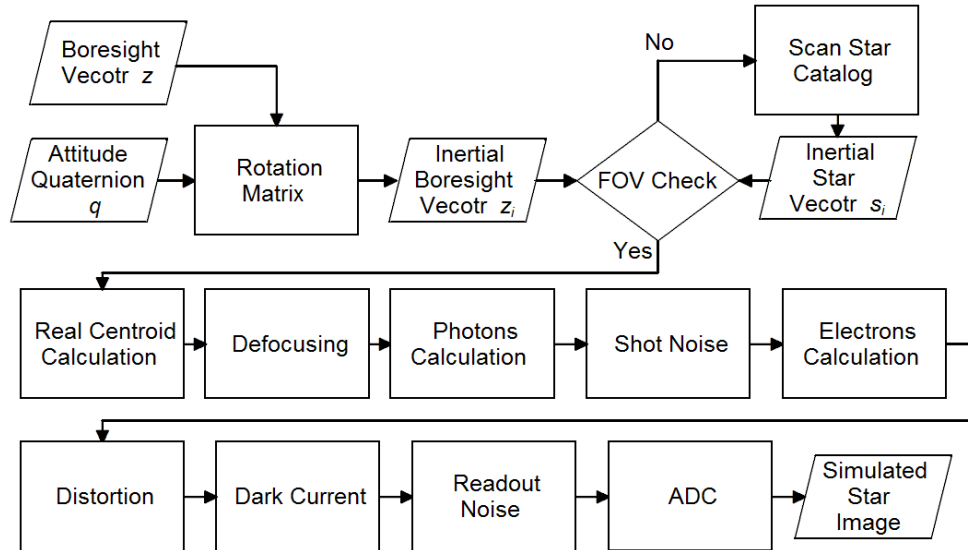 Boresight
Vecotr z
No
Scan Star
Catalog
Attitude
Quaternion
q
Rotation
Matrix
Inertial
Boresight
Vecotr zi
FOV Check
Inertial
Star
Vecotr si
Yes
Real Centroid
Calculation
Defocusing
Photons
Calculation
Shot Noise
Electrons
Calculation
Distortion
Dark Current
Readout
Noise
ADC
Simulated
Star
Image